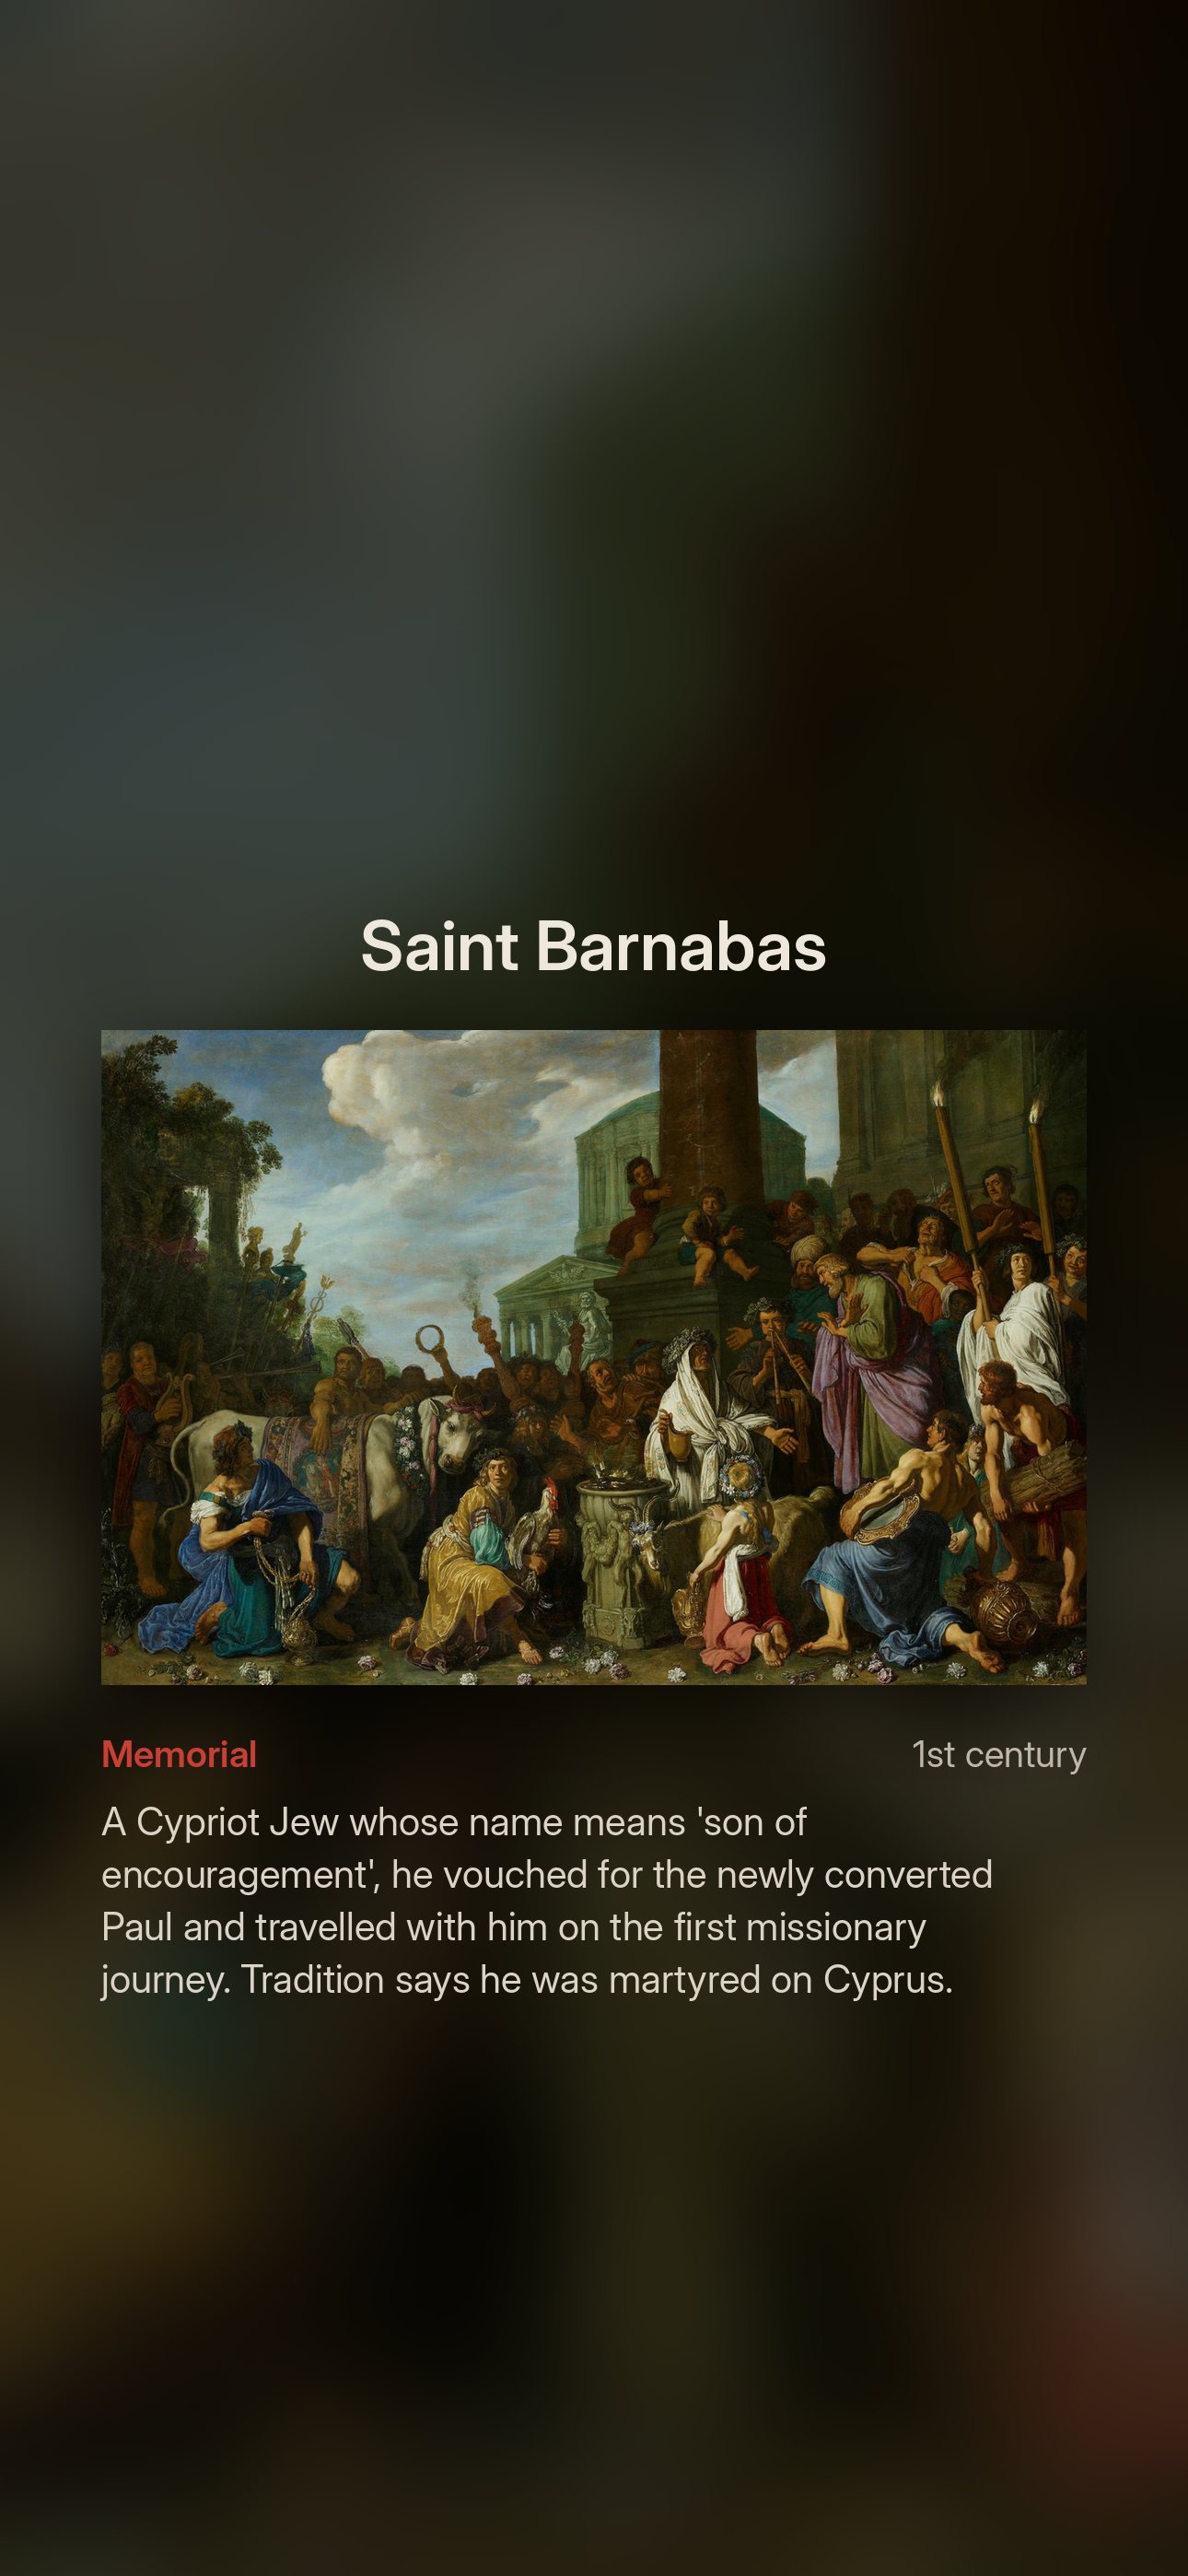 Saint Barnabas
Memorial
1st century
A Cypriot Jew whose name means 'son of
encouragement', he vouched for the newly converted
Paul and travelled with him on the first missionary
journey. Tradition says he was martyred on Cyprus.